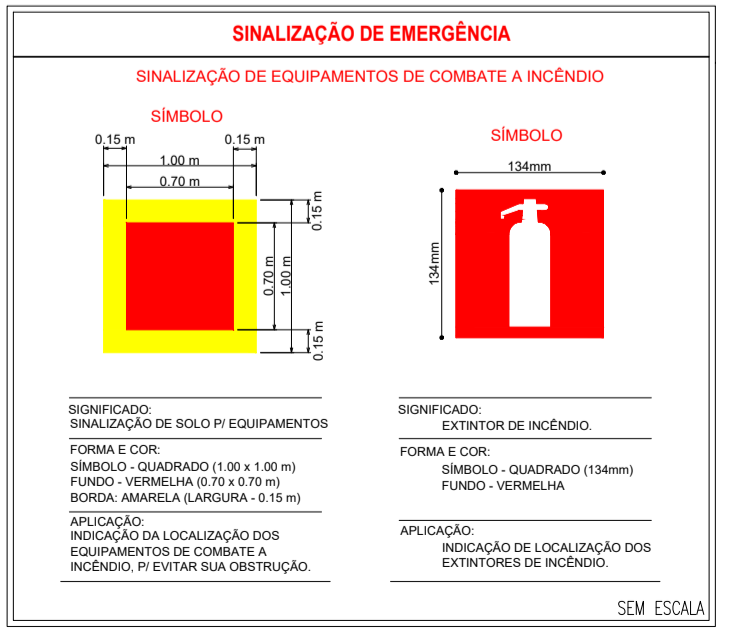 SINALIZAÇÃO DE EMERGÊNCIA
SINALIZAÇÃO DE EQUIPAMENTOS DE COMBATE A INCÊNDIO
SÍMBOLO
0.15 m
0.15 m
1.00 m
0.70 m
0.15 m
0.70 m
1.00 m
0.15 m
SIGNIFICADO:
SINALIZAÇÃO DE SOLO P/ EQUIPAMENTOS
FORMA E COR:
SÍMBOLO - QUADRADO (1.00 x 1.00 m)
FUNDO - VERMELHA (0.70 x 0.70 m)
BORDA: AMARELA (LARGURA - 0.15 m)
APLICAÇÃO:
INDICAÇÃO DA LOCALIZAÇÃO DOS
EQUIPAMENTOS DE COMBATE A
INCÊNDIO, P/ EVITAR SUA OBSTRUÇÃO.
SÍMBOLO
134mm
134mm
SIGNIFICADO:
EXTINTOR DE INCÊNDIO.
FORMA E COR:
SÍMBOLO - QUADRADO (134mm)
FUNDO - VERMELHA
APLICAÇÃO:
INDICAÇÃO DE LOCALIZAÇÃO DOS
EXTINTORES DE INCÊNDIO.
SEM ESCALA